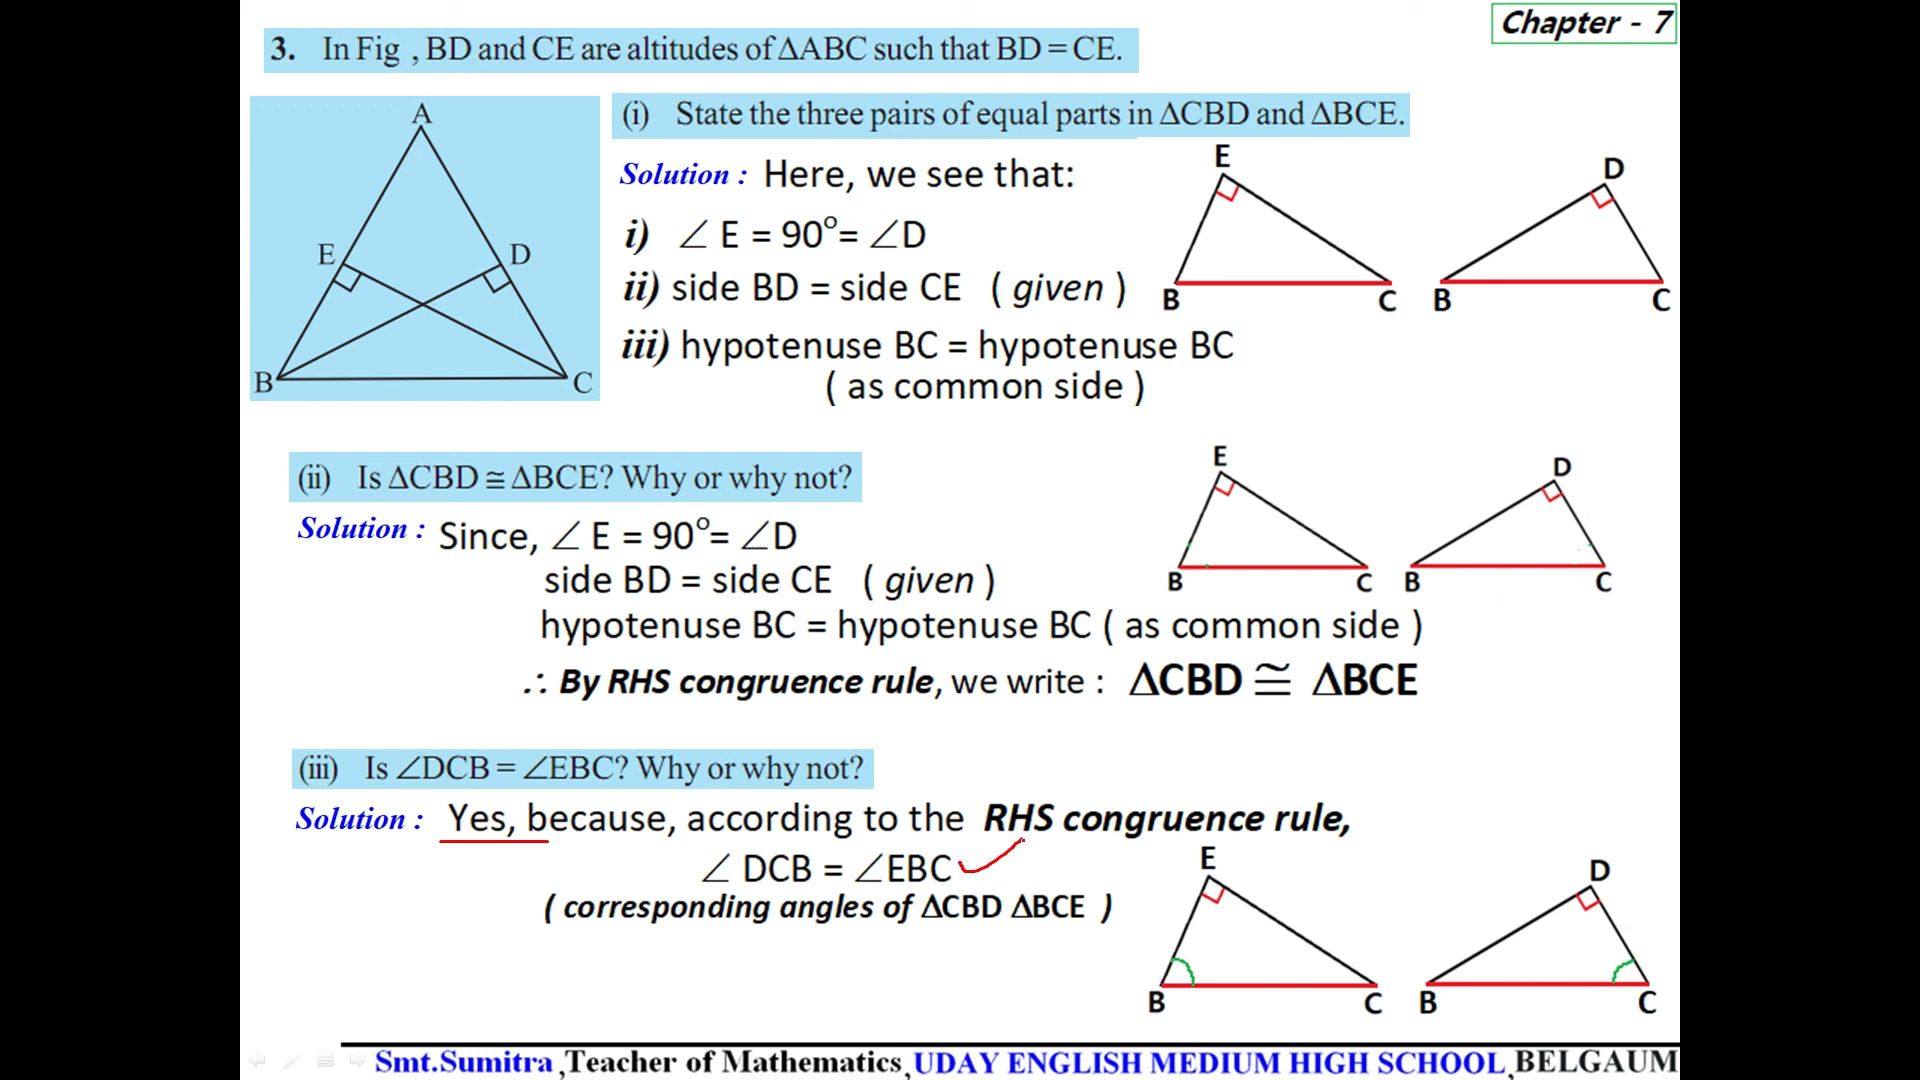 Chapter - 7
3. In Fig , BD and CE are altitudes of ΔABC such that BD = CE.
A
E
D
B
C
(i) State the three pairs of equal parts in ΔCBD and ΔBCE.
Solution : Here, we see that:
i) ∠ E = 90°= ∠D
ii) side BD = side CE ( given )
iii) hypotenuse BC = hypotenuse BC
( as common side )
E
B
C
D
B
C
(ii) Is ΔCBD ≅ ΔBCE? Why or why not?
Solution : Since, ∠ E = 90°= ∠D
side BD = side CE ( given )
hypotenuse BC = hypotenuse BC ( as common side )
∴ By RHS congruence rule, we write : ΔCBD ≅ ΔBCE
E
B
C
D
B
C
(iii) Is ∠DCB = ∠EBC? Why or why not?
Solution : Yes, because, according to the RHS congruence rule,
∠ DCB = ∠EBC
( corresponding angles of ΔCBD ΔBCE )
E
B
C
D
B
C
Smt.Sumitra ,Teacher of Mathematics, UDAY ENGLISH MEDIUM HIGH SCHOOL, BELGAUM